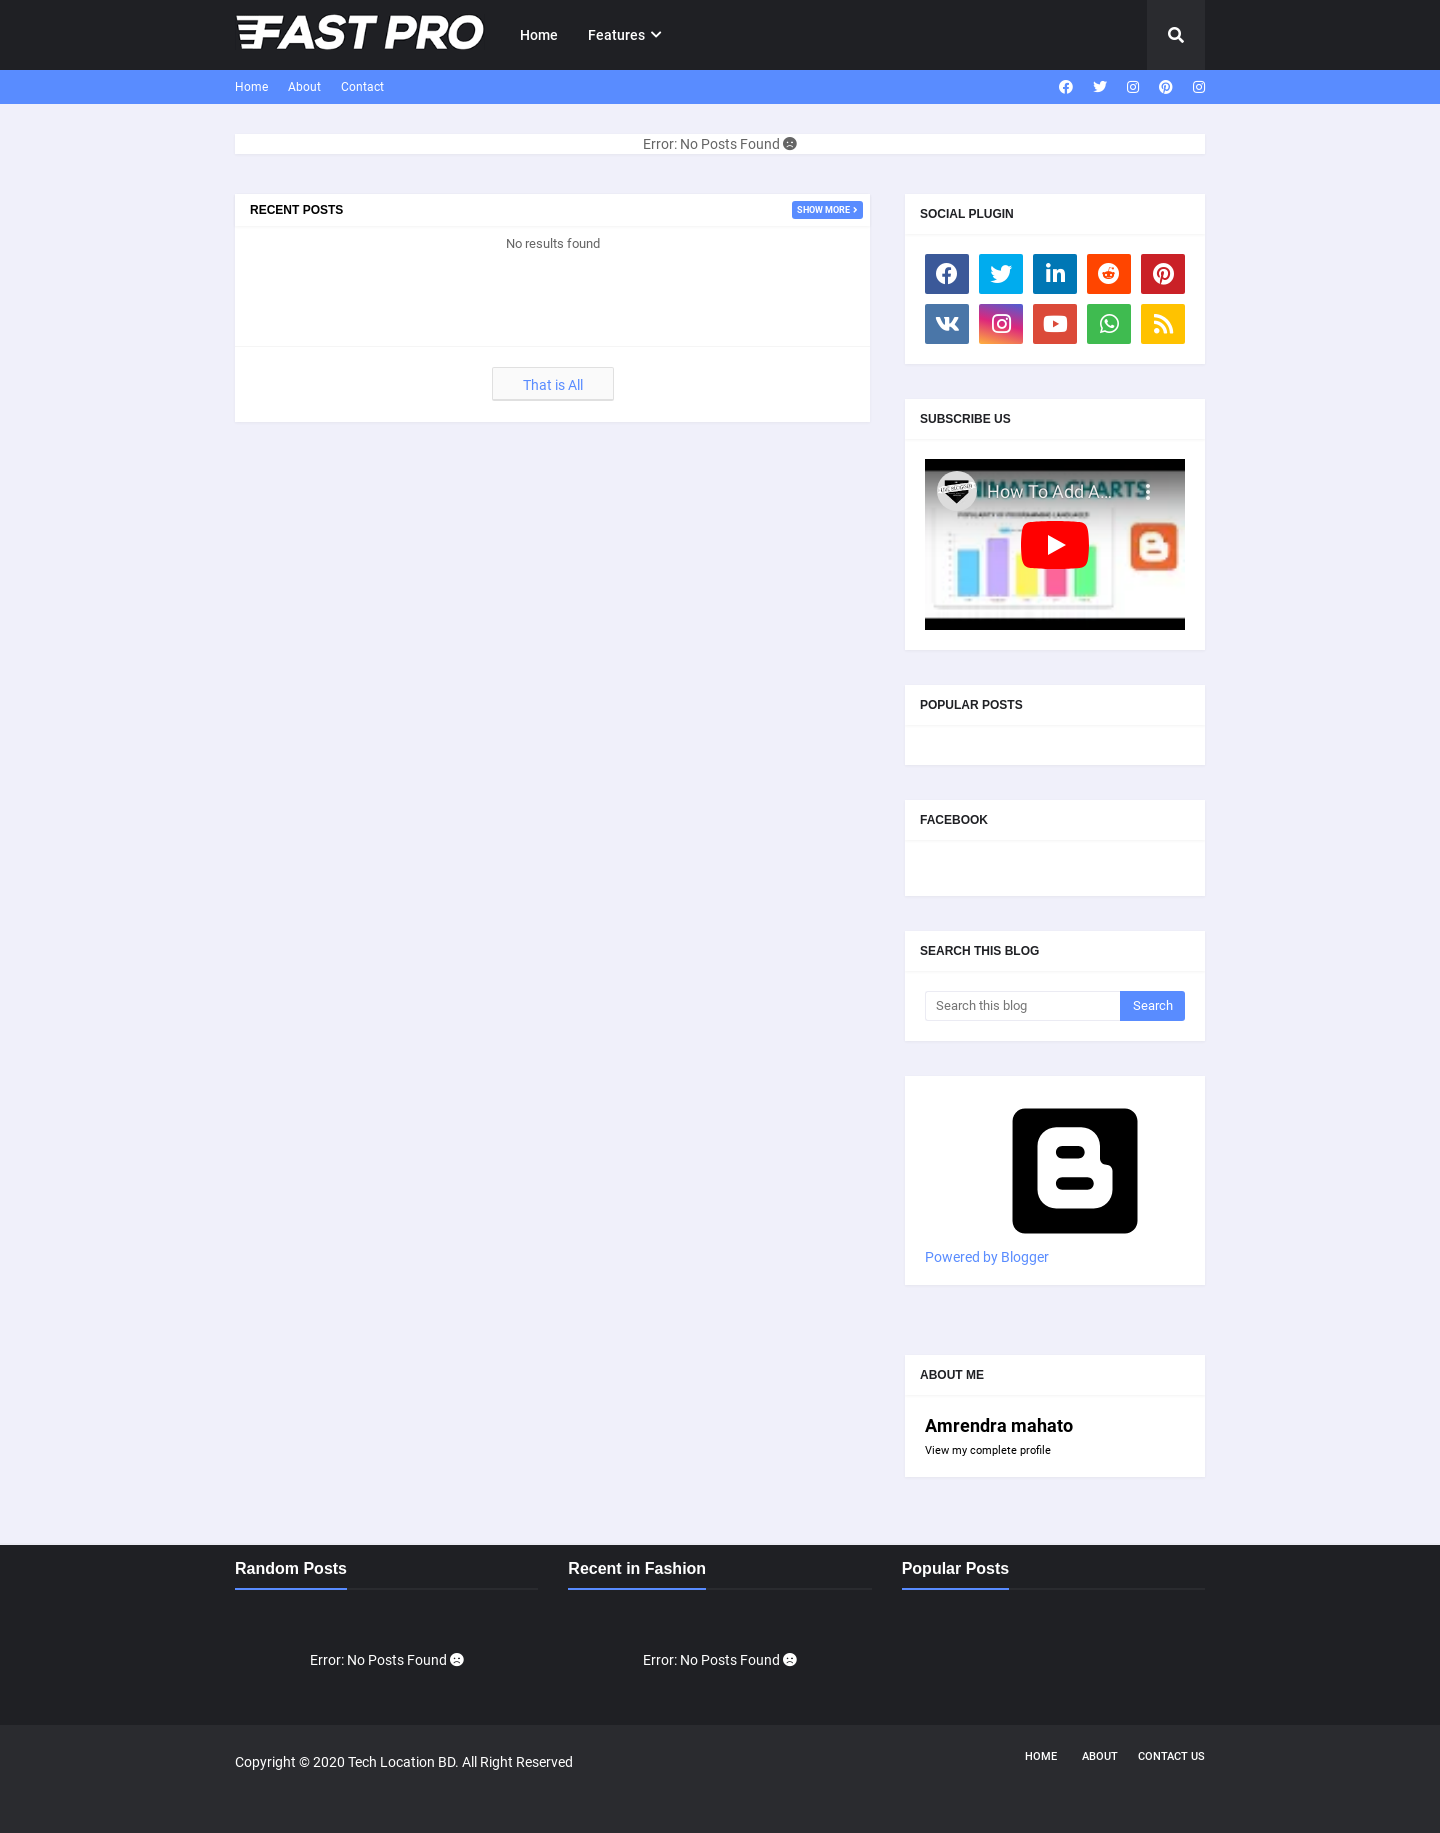 FAST PRO
Home
Features
Home
About
Contact
Error: No Posts Found
RECENT POSTS
SHOW MORE
No results found
That is All
SOCIAL PLUGIN
SUBSCRIBE US
How To Add A...
POPULAR POSTS
FACEBOOK
SEARCH THIS BLOG
Search this blog
Search
Powered by Blogger
ABOUT ME
Amrendra mahato
View my complete profile
Random Posts
Recent in Fashion
Popular Posts
Error: No Posts Found
Error: No Posts Found
Copyright © 2020 Tech Location BD. All Right Reserved
HOME
ABOUT
CONTACT US